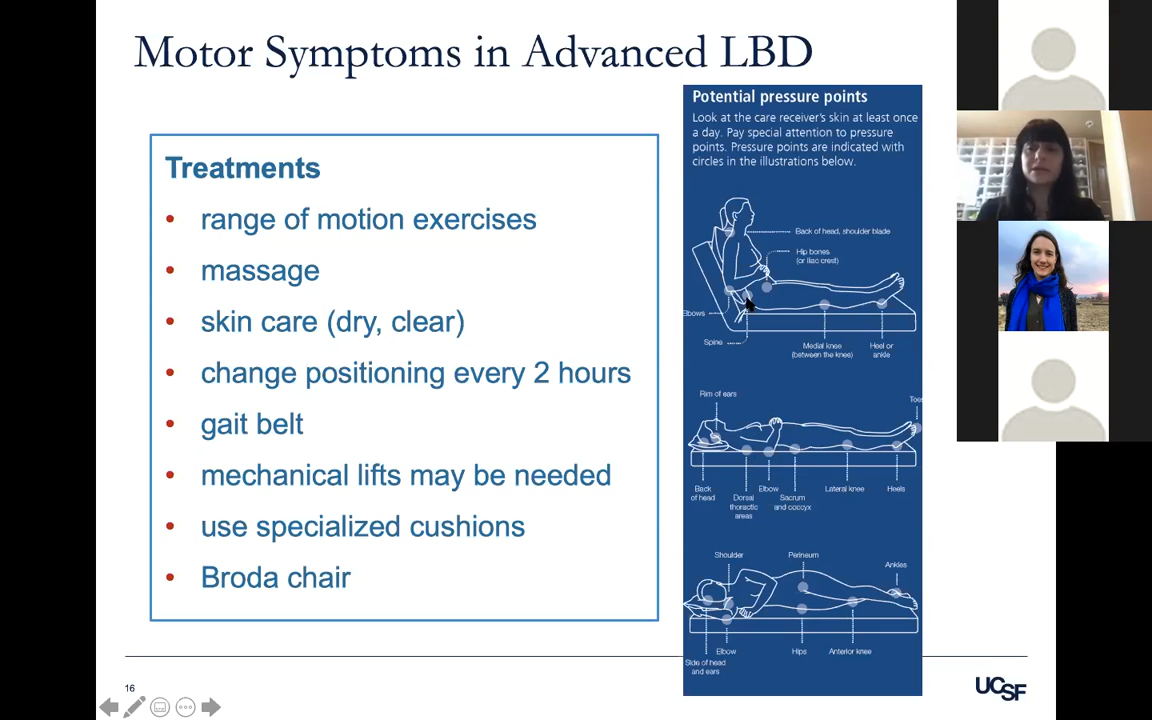 Motor Symptoms in Advanced LBD
Treatments
• range of motion exercises
• massage
• skin care (dry, clear)
• change positioning every 2 hours
• gait belt
• mechanical lifts may be needed
• use specialized cushions
• Broda chair
Potential pressure points
Look at the care receiver's skin at least once
a day. Pay special attention to pressure
points. Pressure points are indicated with
circles in the illustrations below.
Back of head, shoulder blade
Hip bones
(or iliac crest)
Elbows
Spine
Medial knee
(between the knee)
Heel or
ankle
Rim of ears
Toes
Back
of head
Dorsal
thoractic
areas
Elbow
Sacrum
and coccyx
Lateral knee
Heels
Shoulder
Perineum
Ankles
Elbow
Hips
Anterior knee
Side of head
and ears
16
UCSF